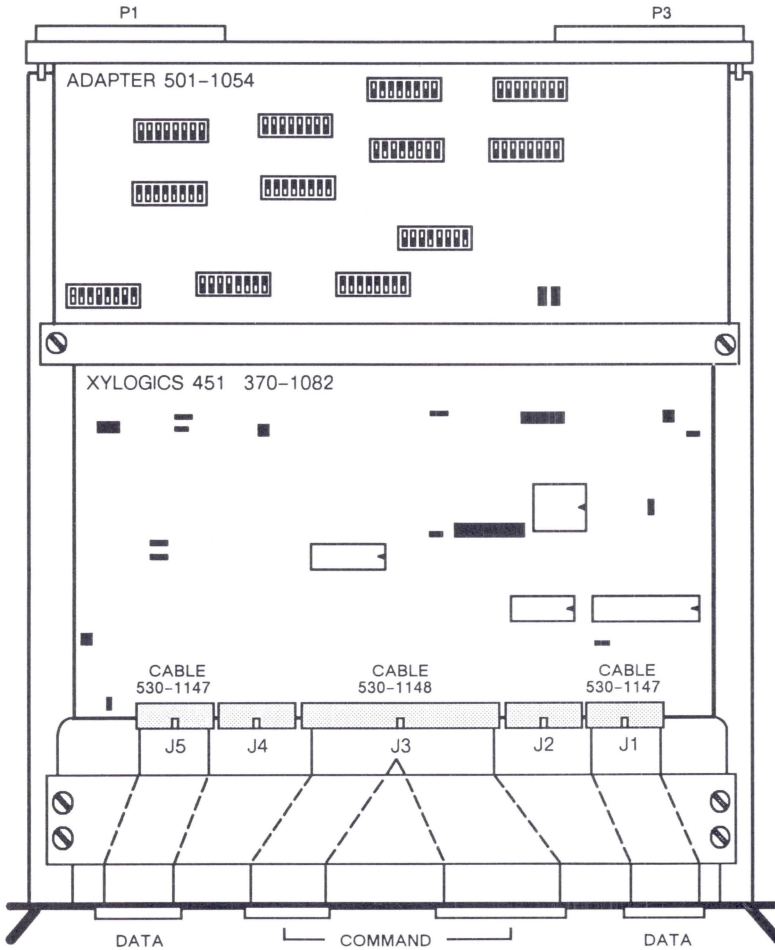 P1
P3
ADAPTER 501-1054
XYLOGICS 451 370-1082
CABLE
530-1147
CABLE
530-1148
CABLE
530-1147
J5
J4
J3
J2
J1
DATA
COMMAND
DATA